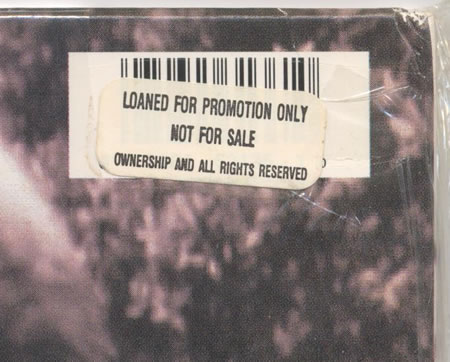 LOANED FOR PROMOTION ONLY
NOT FOR SALE
OWNERSHIP AND ALL RIGHTS RESERVED